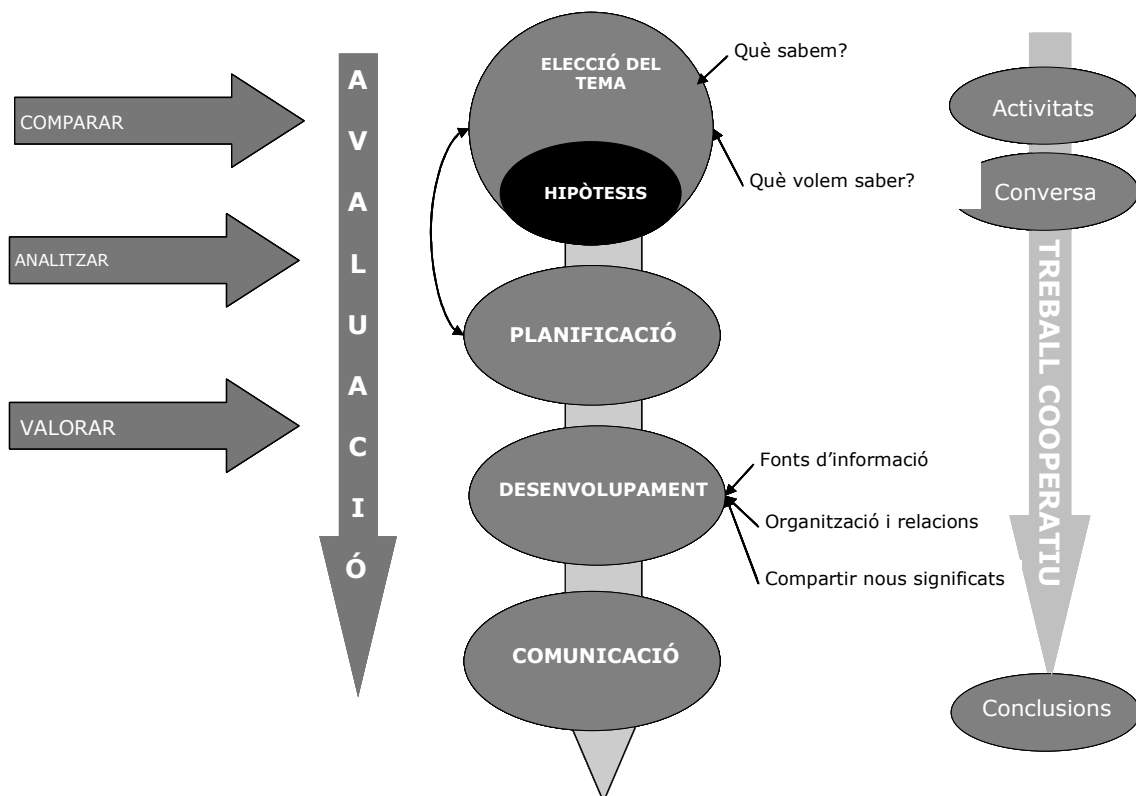 COMPARAR
ANALITZAR
VALORAR
AVALUACIÓ
ELECCIÓ DEL
TEMA
HIPÒTESIS
Què sabem?
Què volem saber?
PLANIFICACIÓ
DESENVOLUPAMENT
Fonts d’informació
Organització i relacions
Compartir nous significats
COMUNICACIÓ
Activitats
Conversa
TREBALL COOPERATIU
Conclusions